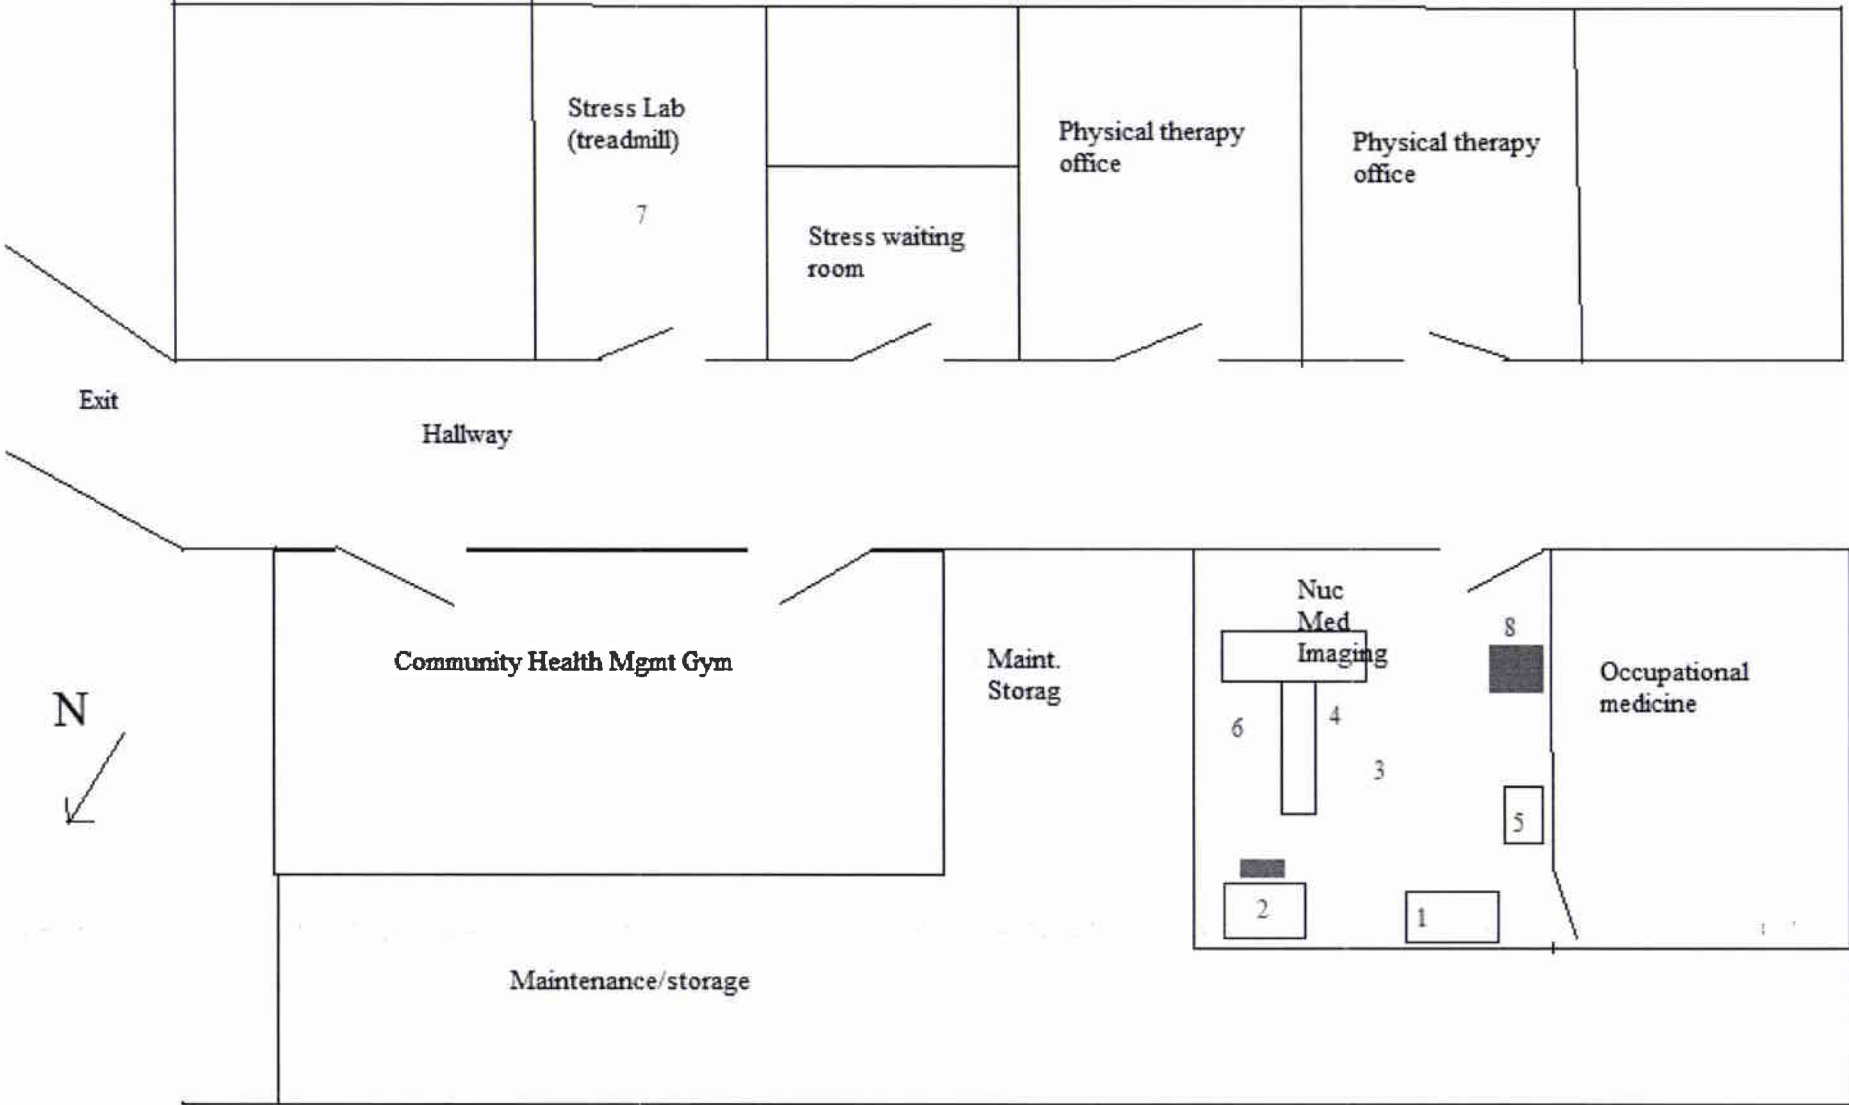 Stress Lab
(treadmill)
7
Stress waiting
room
Physical therapy
office
Physical therapy
office
Exit
Hallway
Community Health Mgmt Gym
Maint.
Storag
Nuc
Med
Imaging
8
6
4
3
5
2
1
Occupational
medicine
N
Maintenance/storage